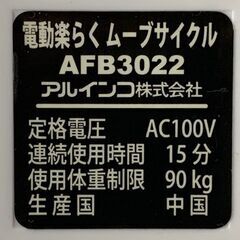 電動楽らくムーブサイクル
AFB3022
アルインコ株式会社
定格電圧 AC100V
連続使用時間 15分
使用体重制限 90kg
生産国 中国